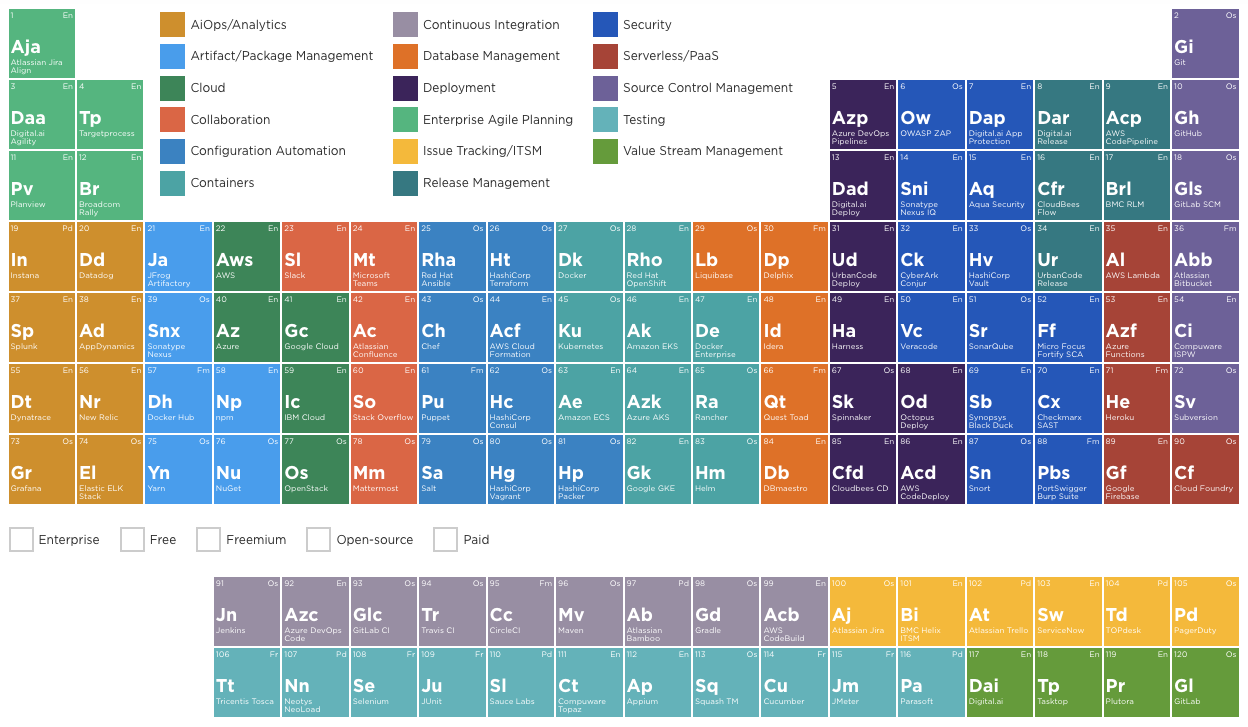 1 En
Aja
Atlassian Jira
Align
AiOps/Analytics
Artifact/Package Management
Cloud
Collaboration
Configuration Automation
Containers
Continuous Integration
Database Management
Deployment
Enterprise Agile Planning
Issue Tracking/ITSM
Release Management
Security
Serverless/PaaS
Source Control Management
Testing
Value Stream Management
2 Os
Gi
Git
3 En
Daa
Digital.ai
Agility
4 En
Tp
Targetprocess
5 En
Azp
Azure DevOps
Pipelines
6 Os
Ow
OWASP ZAP
7 En
Dap
Digital.ai App
Protection
8 En
Dar
Digital.ai
Release
9 En
Acp
AWS
CodePipeline
10 Os
Gh
GitHub
11 En
Pv
Planview
12 En
Br
Broadcom
Rally
13 En
Dad
Digital.ai
Deploy
14 En
Sni
Sonatype
Nexus IQ
15 En
Aq
Aqua Security
16 En
Cfr
CloudBees
Flow
17 En
Brl
BMC RLM
18 Os
Gls
GitLab SCM
19 Pd
In
Instana
20 En
Dd
Datadog
21 En
Ja
JFrog
Artifactory
22 En
Aws
AWS
23 En
Sl
Slack
24 En
Mt
Microsoft
Teams
25 Os
Rha
Red Hat
Ansible
26 Os
Ht
HashiCorp
Terraform
27 Os
Dk
Docker
28 En
Rho
Red Hat
OpenShift
29 Os
Lb
Liquibase
30 Fm
Dp
Delphix
31 En
Ud
UrbanCode
Deploy
32 En
Ck
CyberArk
Conjur
33 Os
Hv
HashiCorp
Vault
34 En
Ur
UrbanCode
Release
35 En
Al
AWS Lambda
36 Fm
Abb
Atlassian
Bitbucket
37 En
Sp
Splunk
38 En
Ad
AppDynamics
39 Os
Snx
Sonatype
Nexus
40 En
Az
Azure
41 En
Gc
Google Cloud
42 En
Ac
Atlassian
Confluence
43 Os
Ch
Chef
44 En
Acf
AWS Cloud
Formation
45 Os
Ku
Kubernetes
46 En
Ak
Amazon EKS
47 En
De
Docker
Enterprise
48 En
Id
Idera
49 En
Ha
Harness
50 En
Vc
Veracode
51 Os
Sr
SonarQube
52 En
Ff
Micro Focus
Fortify SCA
53 En
Azf
Azure
Functions
54 En
Ci
Compuware
ISPW
55 En
Dt
Dynatrace
56 En
Nr
New Relic
57 Fm
Dh
Docker Hub
58 En
Np
npm
59 En
Ic
IBM Cloud
60 En
So
Stack Overflow
61 Fm
Pu
Puppet
62 En
Hc
HashiCorp
Consul
63 En
Ae
Amazon ECS
64 En
Azk
Azure AKS
65 Os
Ra
Rancher
66 Fm
Qt
Quest Toad
67 Os
Sk
Spinnaker
68 En
Od
Octopus
Deploy
69 En
Sb
Synopsys
Black Duck
70 En
Cx
Checkmarx
SAST
71 Fm
He
Heroku
72 Os
Sv
Subversion
73 Os
Gr
Grafana
74 Os
El
Elastic ELK
Stack
75 Os
Yn
Yarn
76 Os
Nu
NuGet
77 Os
Os
OpenStack
78 Os
Mm
Mattermost
79 Os
Sa
Salt
80 Os
Hg
HashiCorp
Vagrant
81 Os
Hp
HashiCorp
Packer
82 En
Gk
Google GKE
83 Os
Hm
Helm
84 En
Db
DBmaestro
85 En
Cfd
Cloudbees CD
86 En
Acd
AWS
CodeDeploy
87 Os
Sn
Snort
88 Fm
Pbs
PortSwigger
Burp Suite
89 En
Gf
Google
Firebase
90 Os
Cf
Cloud Foundry
Enterprise
Free
Freemium
Open-source
Paid
91 Os
Jn
Jenkins
92 En
Azc
Azure DevOps
Code
93 Os
Glc
GitLab CI
94 Os
Tr
Travis CI
95 Fm
Cc
CircleCI
96 Os
Mv
Maven
97 Pd
Ab
Atlassian
Bamboo
98 Os
Gd
Gradle
99 En
Acb
AWS
CodeBuild
100 Os
Aj
Atlassian Jira
101 En
Bi
BMC Helix
ITSM
102 Pd
At
Atlassian Trello
103 En
Sw
ServiceNow
104 Pd
Td
TOPdesk
105 Os
Pd
PagerDuty
106 Fr
Tt
Tricentis Tosca
107 Pd
Nn
Neotys
NeoLoad
108 Fr
Se
Selenium
109 Fr
Ju
JUnit
110 Pd
Sl
Sauce Labs
111 En
Ct
Compuware
Topaz
112 En
Ap
Appium
113 Os
Sq
Squash TM
114 Fr
Cu
Cucumber
115 Fr
Jm
JMeter
116 Pd
Pa
Parasoft
117 En
Dai
Digital.ai
118 En
Tp
Tasktop
119 En
Pr
Plutora
120 Os
Gl
GitLab